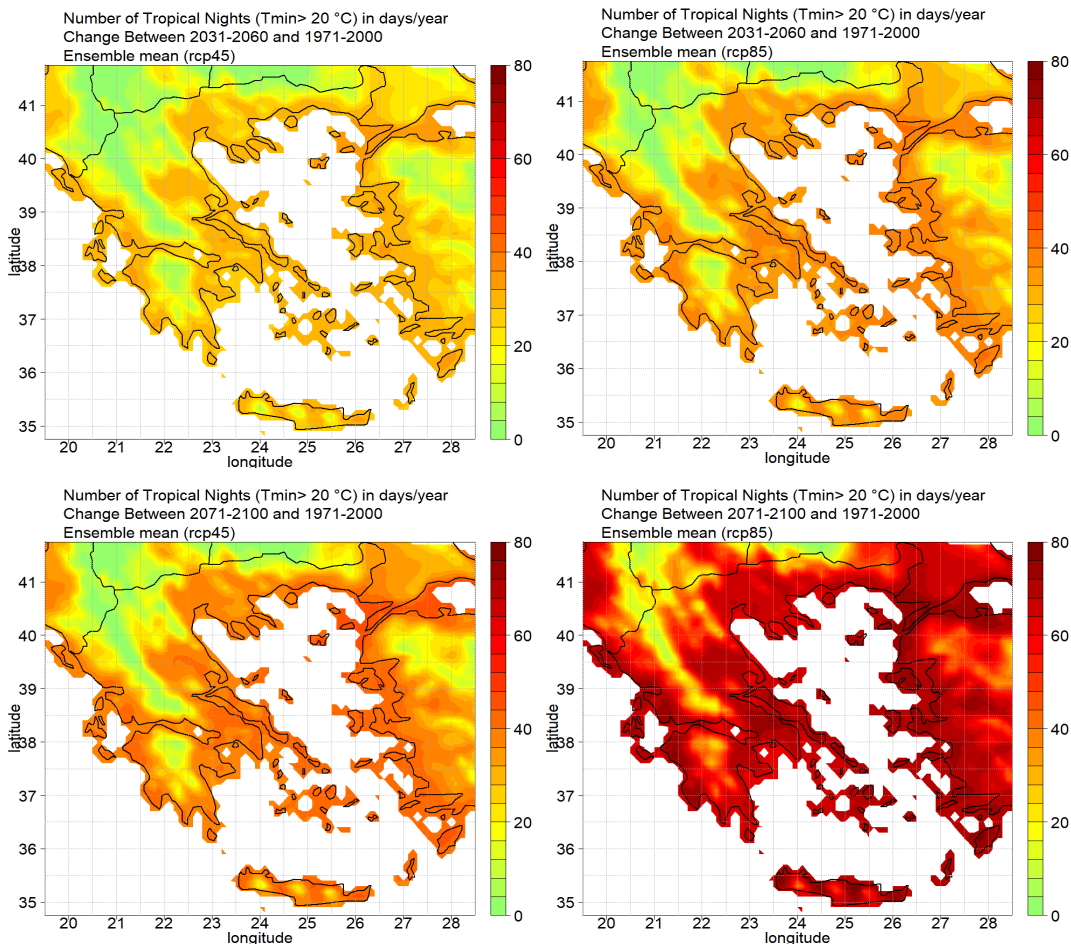 Number of Tropical Nights (Tmin> 20 °C) in days/year
Change Between 2031-2060 and 1971-2000
Ensemble mean (rcp45)
80
60
40
20
0
41
40
39
38
37
36
35
latitude
20 21 22 23 24 25 26 27 28
longitude
Number of Tropical Nights (Tmin> 20 °C) in days/year
Change Between 2031-2060 and 1971-2000
Ensemble mean (rcp85)
80
60
40
20
0
41
40
39
38
37
36
35
latitude
20 21 22 23 24 25 26 27 28
longitude
Number of Tropical Nights (Tmin> 20 °C) in days/year
Change Between 2071-2100 and 1971-2000
Ensemble mean (rcp45)
80
60
40
20
0
41
40
39
38
37
36
35
latitude
20 21 22 23 24 25 26 27 28
longitude
Number of Tropical Nights (Tmin> 20 °C) in days/year
Change Between 2071-2100 and 1971-2000
Ensemble mean (rcp85)
80
60
40
20
0
41
40
39
38
37
36
35
latitude
20 21 22 23 24 25 26 27 28
longitude